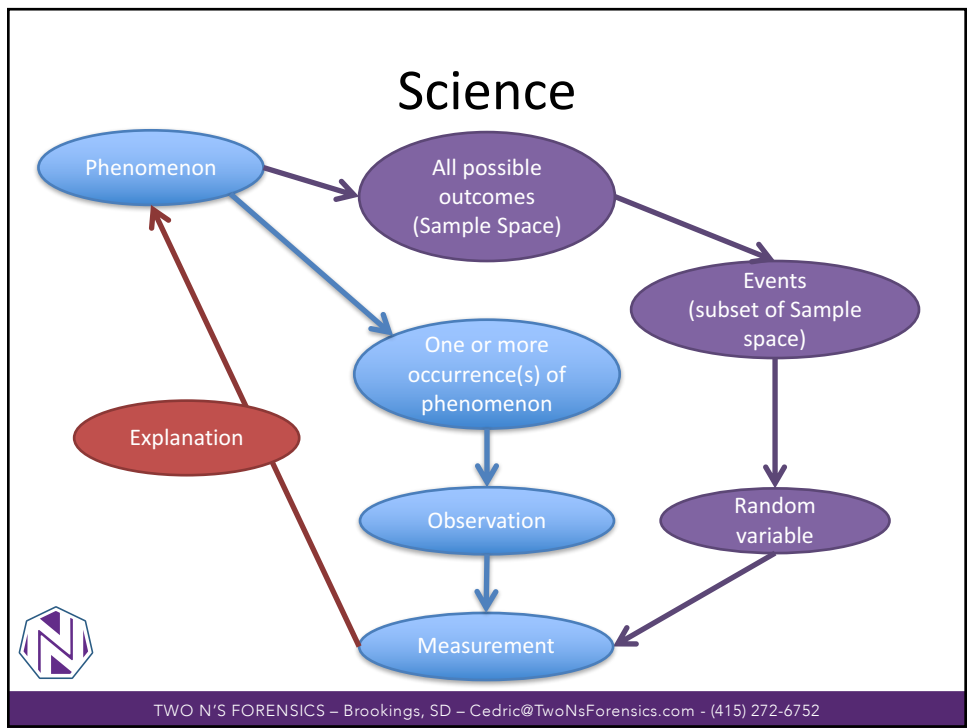 Science
Phenomenon
All possible
outcomes
(Sample Space)
Events
(subset of Sample
space)
One or more
occurrence(s) of
phenomenon
Explanation
Observation
Random
variable
Measurement
N
TWO N'S FORENSICS – Brookings, SD – Cedric@TwoNsForensics.com - (415) 272-6752